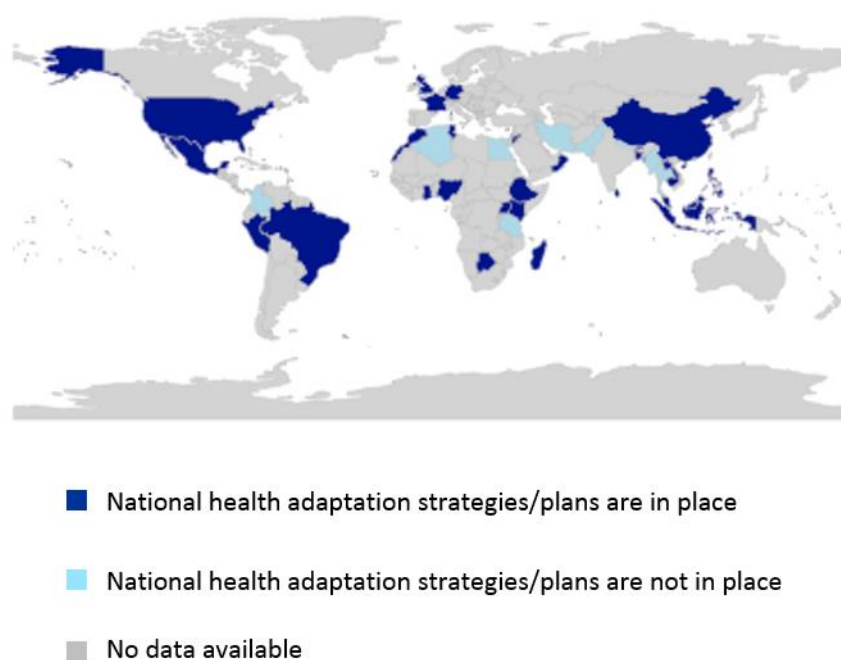 National health adaptation strategies/plans are in place
National health adaptation strategies/plans are not in place
No data available